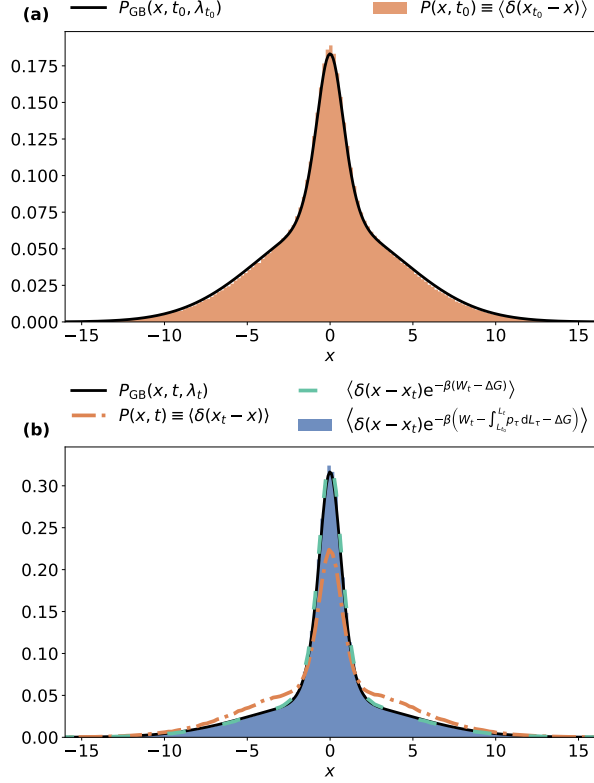 (a)
P_GB(x, t_0, λ_{t_0})
P(x, t_0) ≡ ⟨δ(x_{t_0} − x)⟩
0.175
0.150
0.125
0.100
0.075
0.050
0.025
0.000
−15 −10 −5 0 5 10 15
x
P_GB(x, t, λ_t)
⟨δ(x − x_t)e^{−β(W_t − ΔG)}⟩
(b)
P(x, t) ≡ ⟨δ(x_t − x)⟩
⟨δ(x − x_t)e^{−β(W_t − ∫_{L_{t_0}}^{L_t} p_τ dL_τ − ΔG)}⟩
0.30
0.25
0.20
0.15
0.10
0.05
0.00
−15 −10 −5 0 5 10 15
x